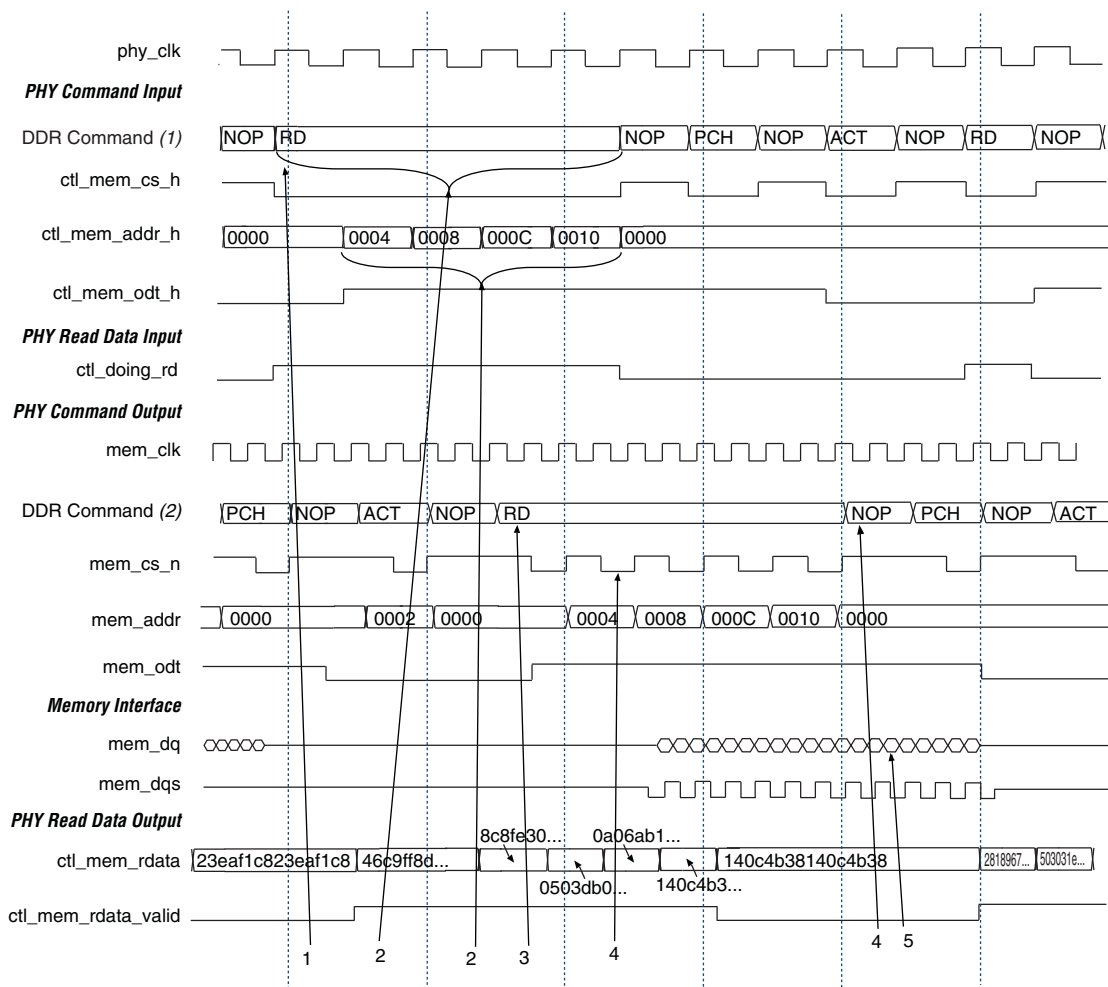 phy_clk
PHY Command Input
DDR Command (1) NOP RD NOP PCH NOP ACT NOP RD NOP
ctl_mem_cs_h
ctl_mem_addr_h 0000 0004 0008 000C 0010 0000
ctl_mem_odt_h
PHY Read Data Input
ctl_doing_rd
PHY Command Output
mem_clk
DDR Command (2) PCH NOP ACT NOP RD NOP PCH NOP ACT
mem_cs_n
mem_addr 0000 0002 0000 0004 0008 000C 0010 0000
mem_odt
Memory Interface
mem_dq
mem_dqs
PHY Read Data Output
8c8fe30... 0a06ab1...
ctl_mem_rdata 23eaf1c823eaf1c8 46c9ff8d... 140c4b38140c4b38 2818967... 503031e...
0503db0... 140c4b3...
ctl_mem_rdata_valid
1 2 2 3 4 4 5